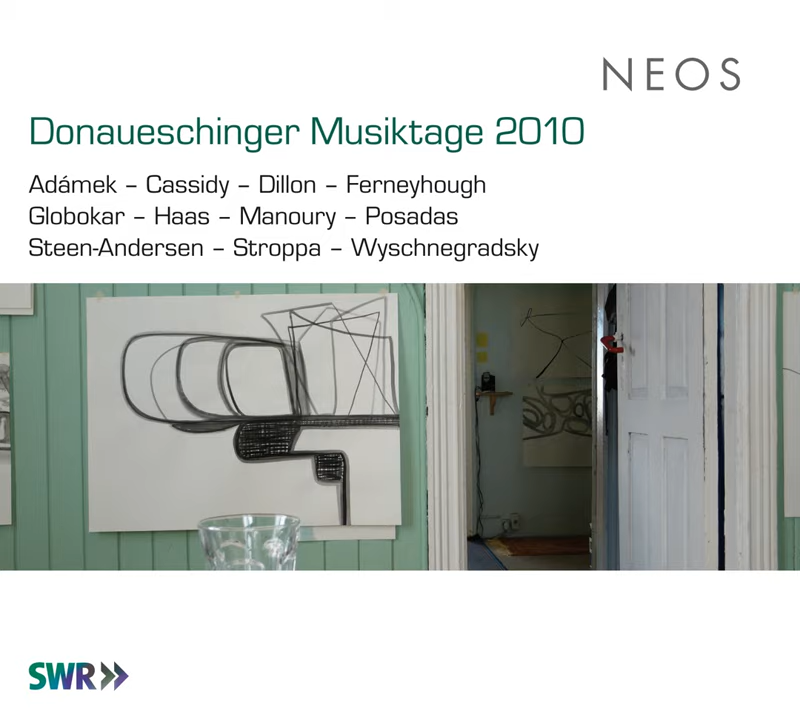 NEOS
Donaueschinger Musiktage 2010
Adámek – Cassidy – Dillon – Ferneyhough
Globokar – Haas – Manoury – Posadas
Steen-Andersen – Stroppa – Wyschnegradsky
SWR